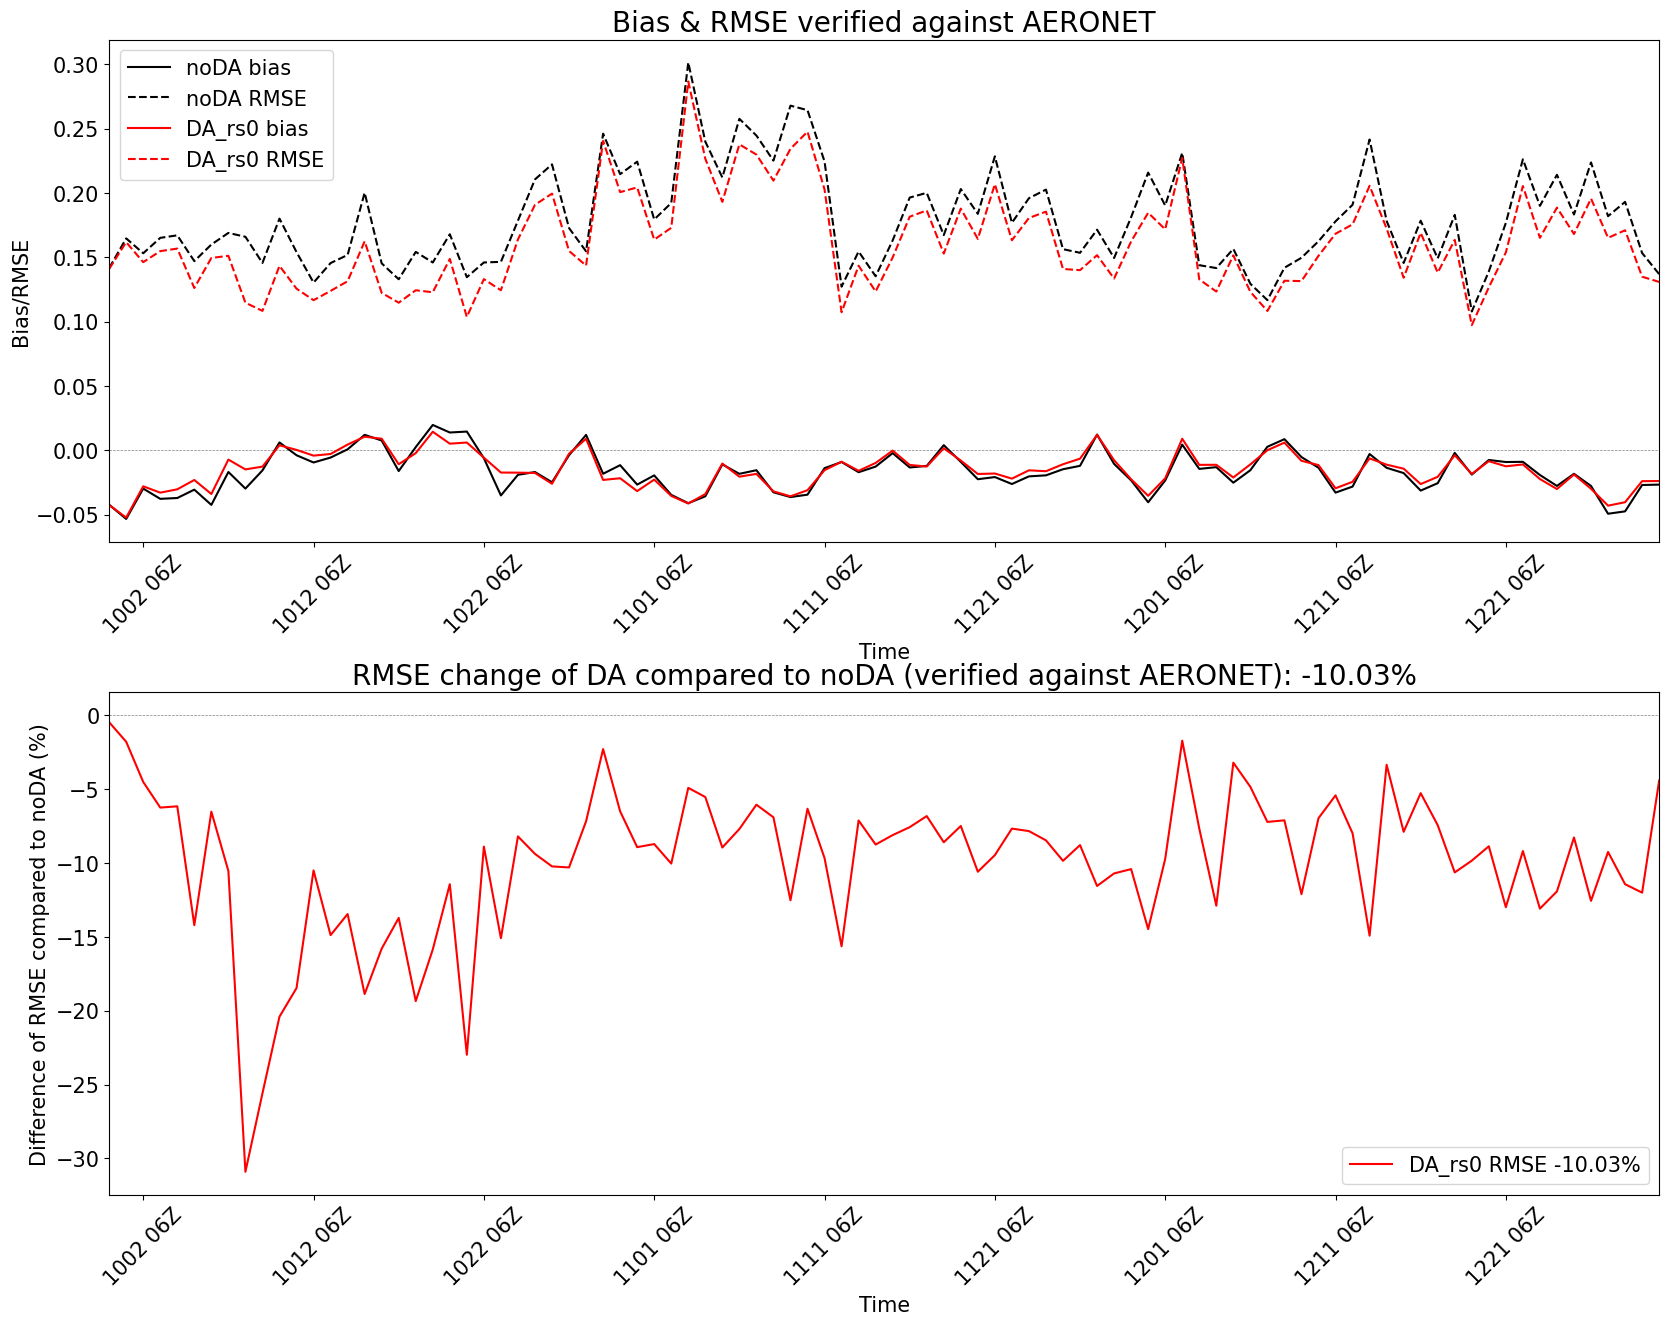 Bias & RMSE verified against AERONET
Bias/RMSE
0.30
0.25
0.20
0.15
0.10
0.05
0.00
−0.05
noDA bias
noDA RMSE
DA_rs0 bias
DA_rs0 RMSE
1002 06Z
1012 06Z
1022 06Z
1101 06Z
1111 06Z
1121 06Z
1201 06Z
1211 06Z
1221 06Z
Time
RMSE change of DA compared to noDA (verified against AERONET): -10.03%
Difference of RMSE compared to noDA (%)
0
−5
−10
−15
−20
−25
−30
DA_rs0 RMSE -10.03%
1002 06Z
1012 06Z
1022 06Z
1101 06Z
1111 06Z
1121 06Z
1201 06Z
1211 06Z
1221 06Z
Time